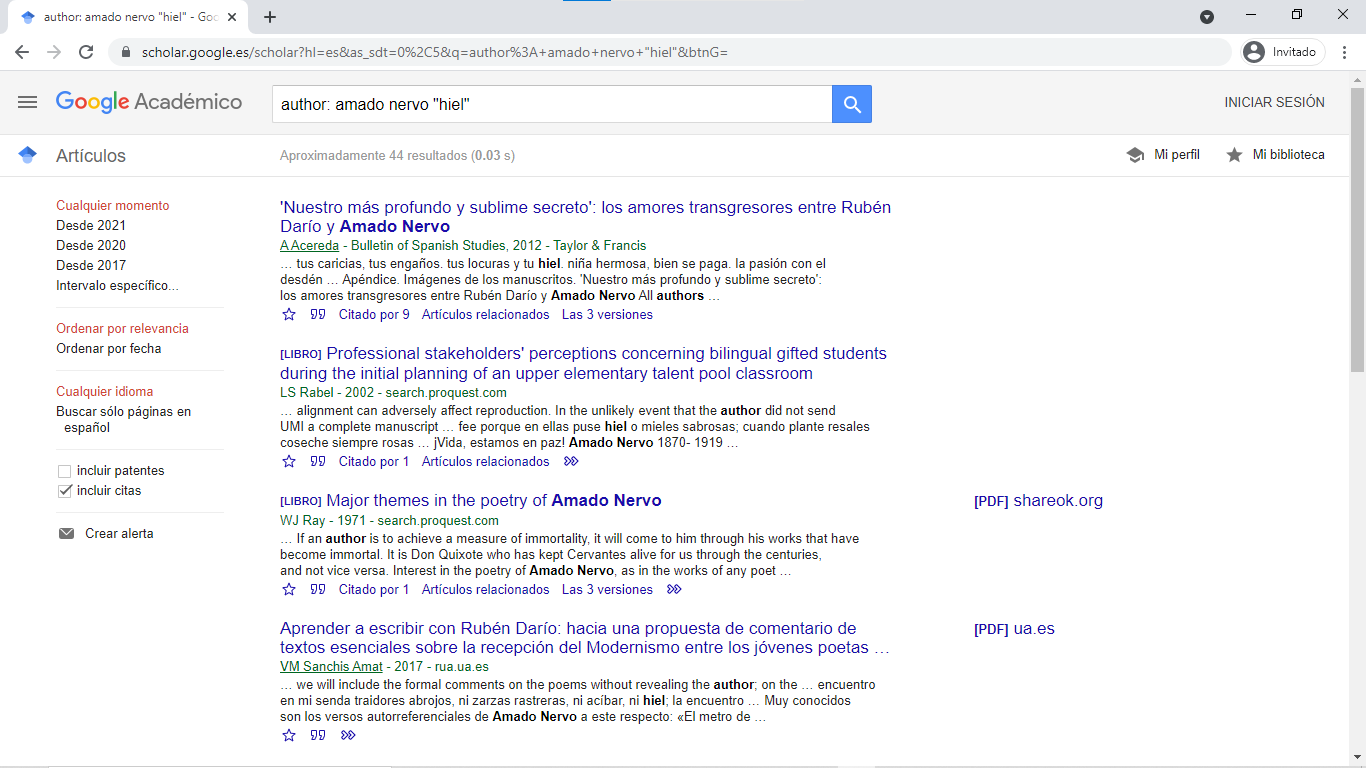 author: amado nervo "hiel" - Goo
scholar.google.es/scholar?hl=es&as_sdt=0%2C5&q=author%3A+amado+nervo+"hiel"&btnG=
Invitado
Google Académico
author: amado nervo "hiel"
INICIAR SESIÓN
Artículos
Aproximadamente 44 resultados (0.03 s)
Mi perfil
Mi biblioteca
Cualquier momento
Desde 2021
Desde 2020
Desde 2017
Intervalo específico...
Ordenar por relevancia
Ordenar por fecha
Cualquier idioma
Buscar sólo páginas en
español
incluir patentes
incluir citas
Crear alerta
'Nuestro más profundo y sublime secreto': los amores transgresores entre Rubén
Darío y Amado Nervo
A Acereda - Bulletin of Spanish Studies, 2012 - Taylor & Francis
… tus caricias, tus engaños. tus locuras y tu hiel. niña hermosa, bien se paga. la pasión con el
desdén … Apéndice. Imágenes de los manuscritos. 'Nuestro más profundo y sublime secreto':
los amores transgresores entre Rubén Darío y Amado Nervo All authors …
Citado por 9 Artículos relacionados Las 3 versiones
[LIBRO] Professional stakeholders' perceptions concerning bilingual gifted students
during the initial planning of an upper elementary talent pool classroom
LS Rabel - 2002 - search.proquest.com
… alignment can adversely affect reproduction. In the unlikely event that the author did not send
UMI a complete manuscript … fee porque en ellas puse hiel o mieles sabrosas; cuando plante resales
coseche siempre rosas … jVida, estamos en paz! Amado Nervo 1870- 1919 …
Citado por 1 Artículos relacionados
[LIBRO] Major themes in the poetry of Amado Nervo
WJ Ray - 1971 - search.proquest.com
… If an author is to achieve a measure of immortality, it will come to him through his works that have
become immortal. It is Don Quixote who has kept Cervantes alive for us through the centuries,
and not vice versa. Interest in the poetry of Amado Nervo, as in the works of any poet …
Citado por 1 Artículos relacionados Las 3 versiones
[PDF] shareok.org
Aprender a escribir con Rubén Darío: hacia una propuesta de comentario de
textos esenciales sobre la recepción del Modernismo entre los jóvenes poetas …
VM Sanchis Amat - 2017 - rua.ua.es
… we will include the formal comments on the poems without revealing the author; on the … encuentro
en mi senda traidores abrojos, ni zarzas rastreras, ni acíbar, ni hiel; la encuentro … Muy conocidos
son los versos autorreferenciales de Amado Nervo a este respecto: «El metro de …
[PDF] ua.es